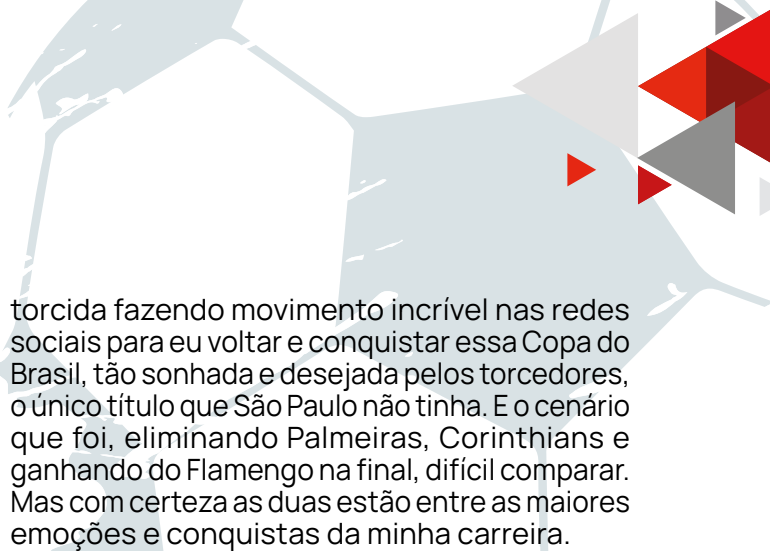 torcida fazendo movimento incrível nas redes
sociais para eu voltar e conquistar essa Copa do
Brasil, tão sonhada e desejada pelos torcedores,
o único título que São Paulo não tinha. E o cenário
que foi, eliminando Palmeiras, Corinthians e
ganhando do Flamengo na final, difícil comparar.
Mas com certeza as duas estão entre as maiores
emoções e conquistas da minha carreira.